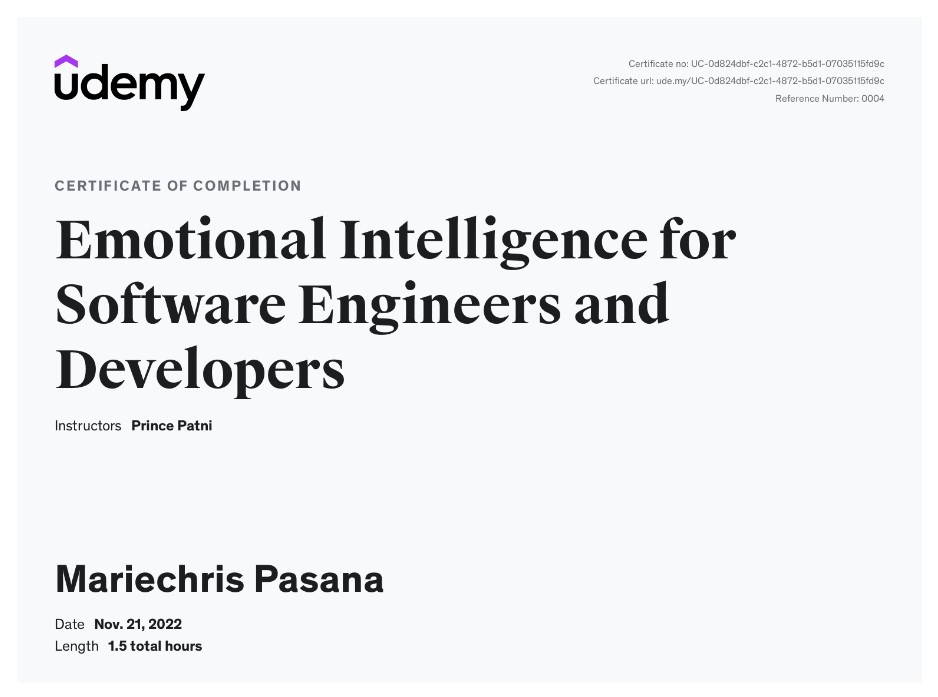 udemy
Certificate no: UC-0d824dbf-c2c1-4872-b5d1-07035115fd9c
Certificate url: ude.my/UC-0d824dbf-c2c1-4872-b5d1-07035115fd9c
Reference Number: 0004
CERTIFICATE OF COMPLETION
Emotional Intelligence for
Software Engineers and
Developers
Instructors Prince Patni
Mariechris Pasana
Date Nov. 21, 2022
Length 1.5 total hours